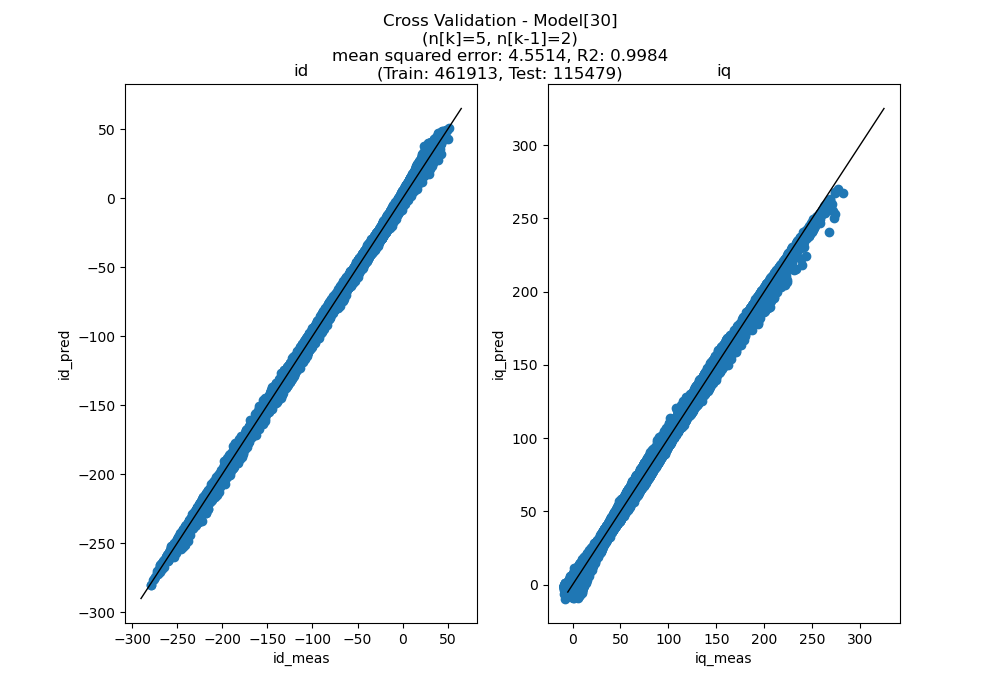 Cross Validation - Model[30]
(n[k]=5, n[k-1]=2)
mean squared error: 4.5514, R2: 0.9984
(Train: 461913, Test: 115479)
id
50
0
−50
−100
−150
−200
−250
−300
id_pred
−300 −250 −200 −150 −100 −50 0 50
id_meas
iq
300
250
200
150
100
50
0
iq_pred
0 50 100 150 200 250 300
iq_meas